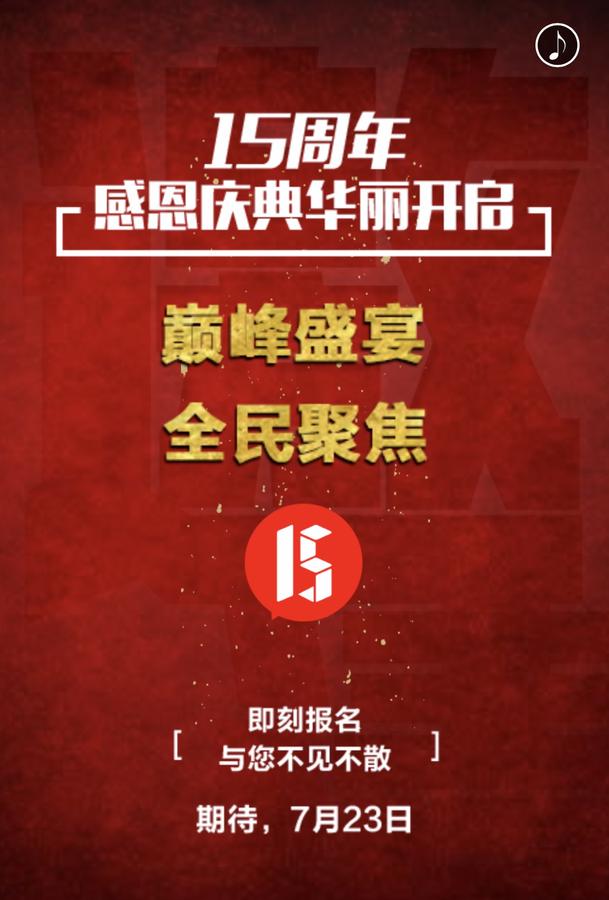 15周年
感恩庆典华丽开启
巅峰盛宴
全民聚焦
15
即刻报名
[ 与您不见不散 ]
期待，7月23日